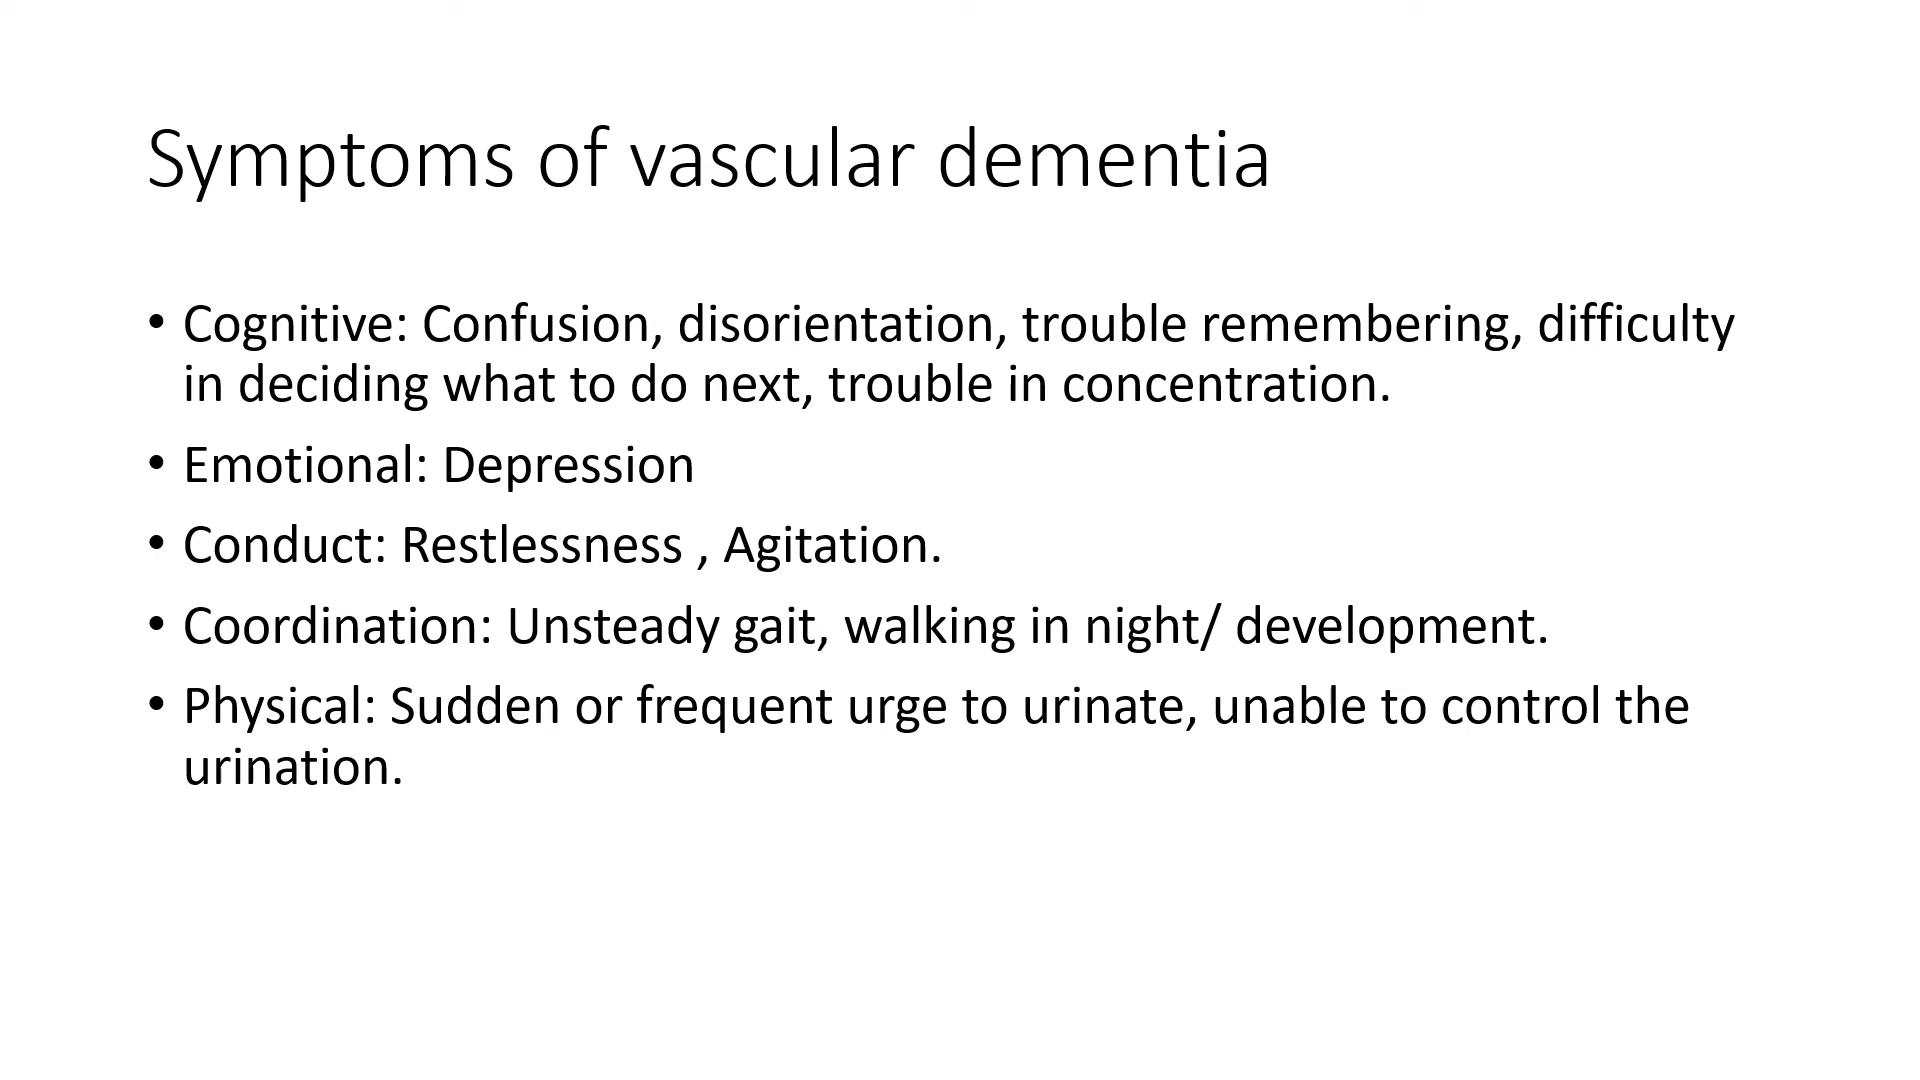 Symptoms of vascular dementia
• Cognitive: Confusion, disorientation, trouble remembering, difficulty
in deciding what to do next, trouble in concentration.
• Emotional: Depression
• Conduct: Restlessness , Agitation.
• Coordination: Unsteady gait, walking in night/ development.
• Physical: Sudden or frequent urge to urinate, unable to control the
urination.